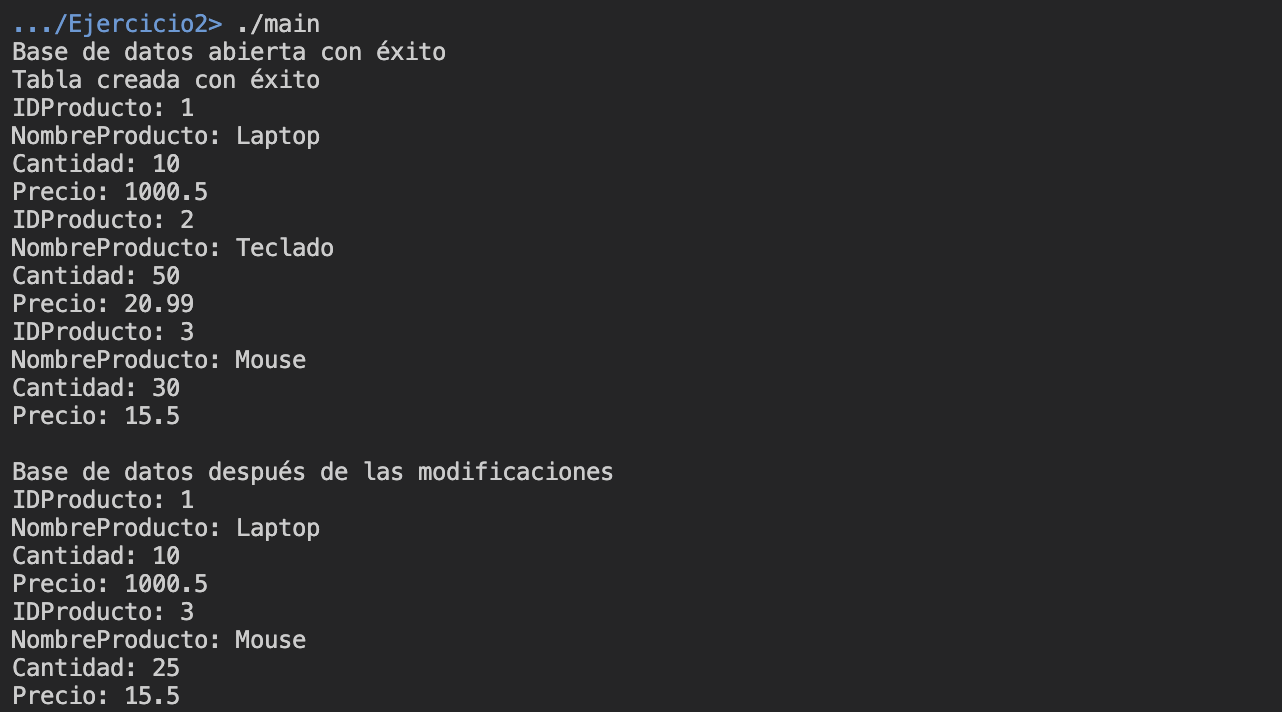 .../Ejercicio2> ./main
Base de datos abierta con éxito
Tabla creada con éxito
IDProducto: 1
NombreProducto: Laptop
Cantidad: 10
Precio: 1000.5
IDProducto: 2
NombreProducto: Teclado
Cantidad: 50
Precio: 20.99
IDProducto: 3
NombreProducto: Mouse
Cantidad: 30
Precio: 15.5

Base de datos después de las modificaciones
IDProducto: 1
NombreProducto: Laptop
Cantidad: 10
Precio: 1000.5
IDProducto: 3
NombreProducto: Mouse
Cantidad: 25
Precio: 15.5